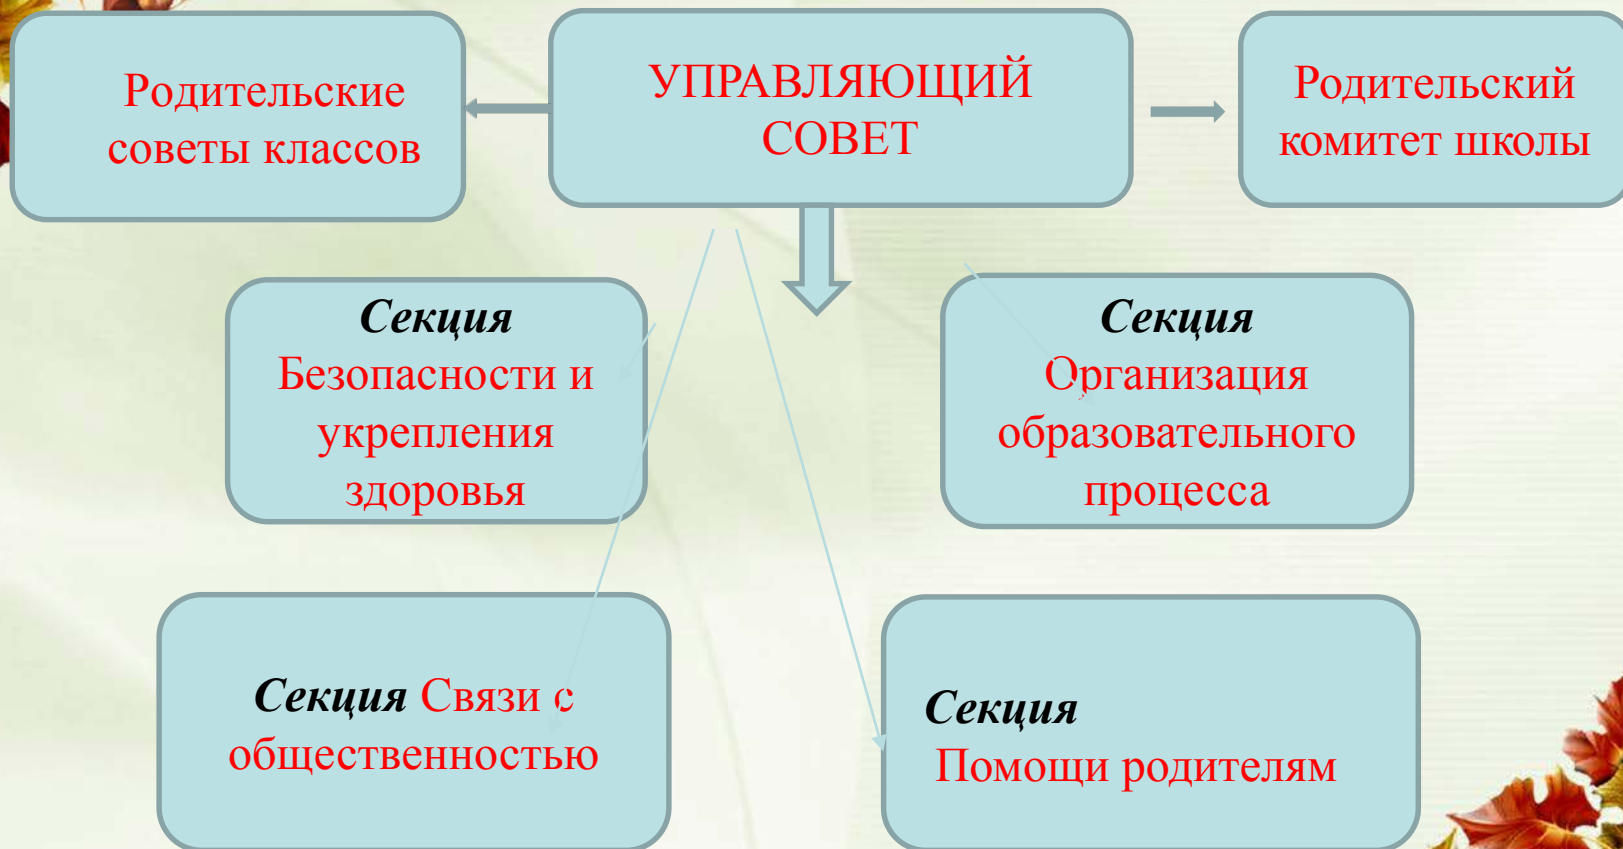 Родительские
советы классов
УПРАВЛЯЮЩИЙ
СОВЕТ
Родительский
комитет школы
Секция
Безопасности и
укрепления
здоровья
Секция
Организация
образовательного
процесса
Секция Связи с
общественностью
Секция
Помощи родителям